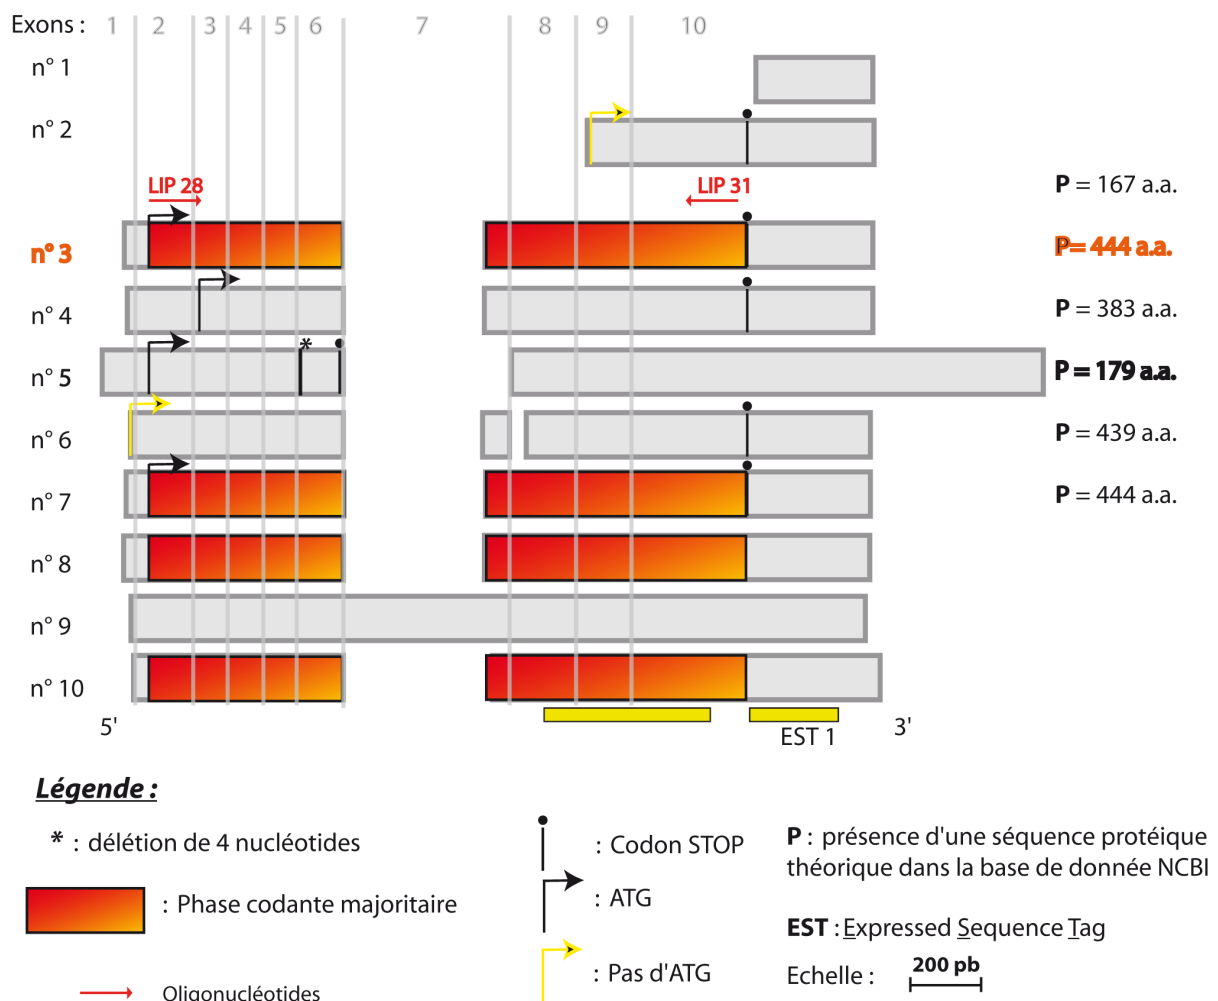 Exons : 1 2 3 4 5 6 7 8 9 10
n° 1
n° 2
P = 167 a.a.
LIP 28 LIP 31
n° 3 P= 444 a.a.
n° 4 P = 383 a.a.
*
n° 5 P = 179 a.a.
n° 6 P = 439 a.a.
n° 7 P = 444 a.a.
n° 8
n° 9
n° 10
5' 3'
EST 1
Légende :
* : délétion de 4 nucléotides
: Phase codante majoritaire
Oligonucléotides
: Codon STOP
: ATG
: Pas d'ATG
P : présence d'une séquence protéique
théorique dans la base de donnée NCBI
EST : Expressed Sequence Tag
Echelle : 200 pb